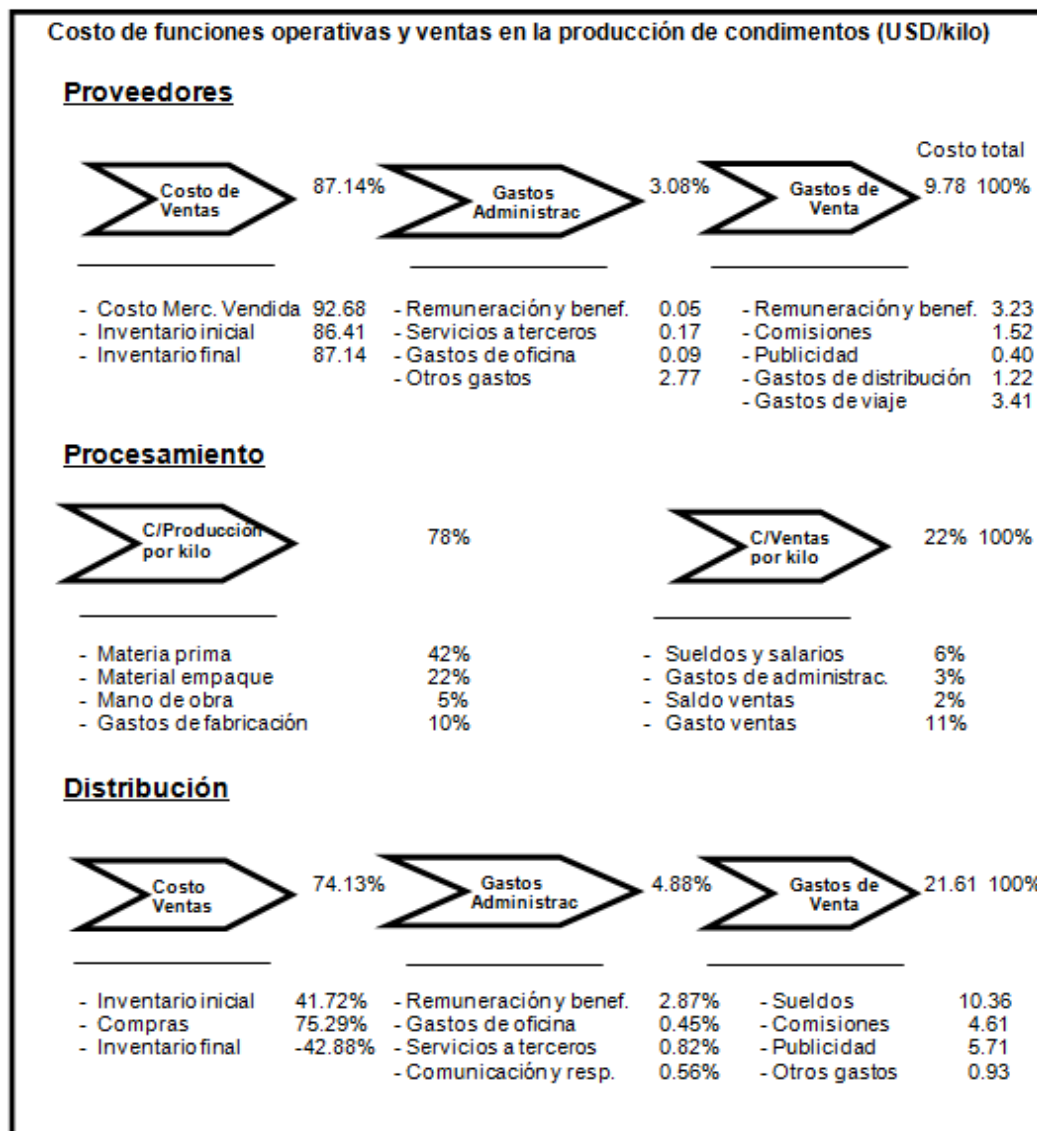 Costo de funciones operativas y ventas en la producción de condimentos (USD/kilo)
Proveedores
Costo total
Costo de Ventas 87.14% Gastos Administrac 3.08% Gastos de Venta 9.78 100%
- Costo Merc. Vendida 92.68 - Remuneración y benef. 0.05 - Remuneración y benef. 3.23
- Inventario inicial 86.41 - Servicios a terceros 0.17 - Comisiones 1.52
- Inventario final 87.14 - Gastos de oficina 0.09 - Publicidad 0.40
- Otros gastos 2.77 - Gastos de distribución 1.22
- Gastos de viaje 3.41
Procesamiento
C/Producción por kilo 78% C/Ventas por kilo 22% 100%
- Materia prima 42% - Sueldos y salarios 6%
- Material empaque 22% - Gastos de administrac. 3%
- Mano de obra 5% - Saldo ventas 2%
- Gastos de fabricación 10% - Gasto ventas 11%
Distribución
Costo Ventas 74.13% Gastos Administrac 4.88% Gastos de Venta 21.61 100%
- Inventario inicial 41.72% - Remuneración y benef. 2.87% - Sueldos 10.36
- Compras 75.29% - Gastos de oficina 0.45% - Comisiones 4.61
- Inventario final -42.88% - Servicios a terceros 0.82% - Publicidad 5.71
- Comunicación y resp. 0.56% - Otros gastos 0.93